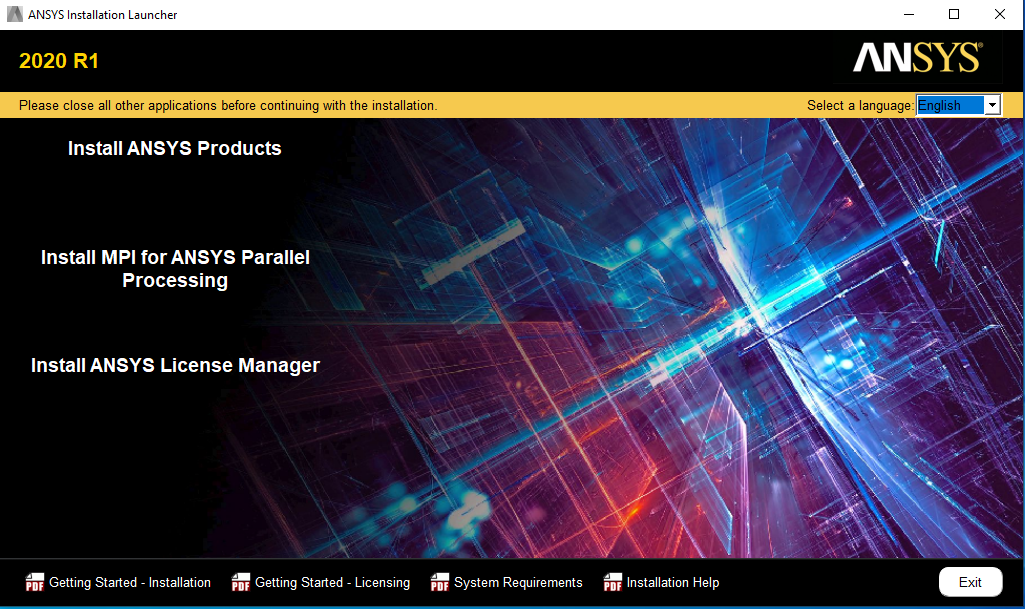 ANSYS Installation Launcher
2020 R1
ANSYS®
Please close all other applications before continuing with the installation.
Select a language: English
Install ANSYS Products
Install MPI for ANSYS Parallel
Processing
Install ANSYS License Manager
PDF Getting Started - Installation
PDF Getting Started - Licensing
PDF System Requirements
PDF Installation Help
Exit